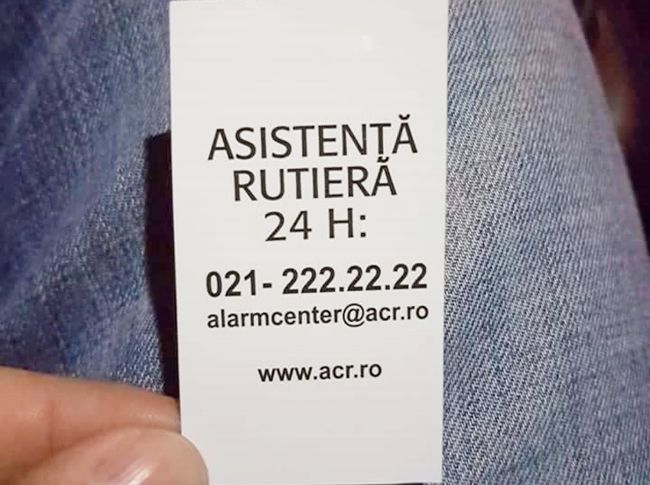 ASISTENȚĂ
RUTIERĂ
24 H:
021- 222.22.22
alarmcenter@acr.ro
www.acr.ro